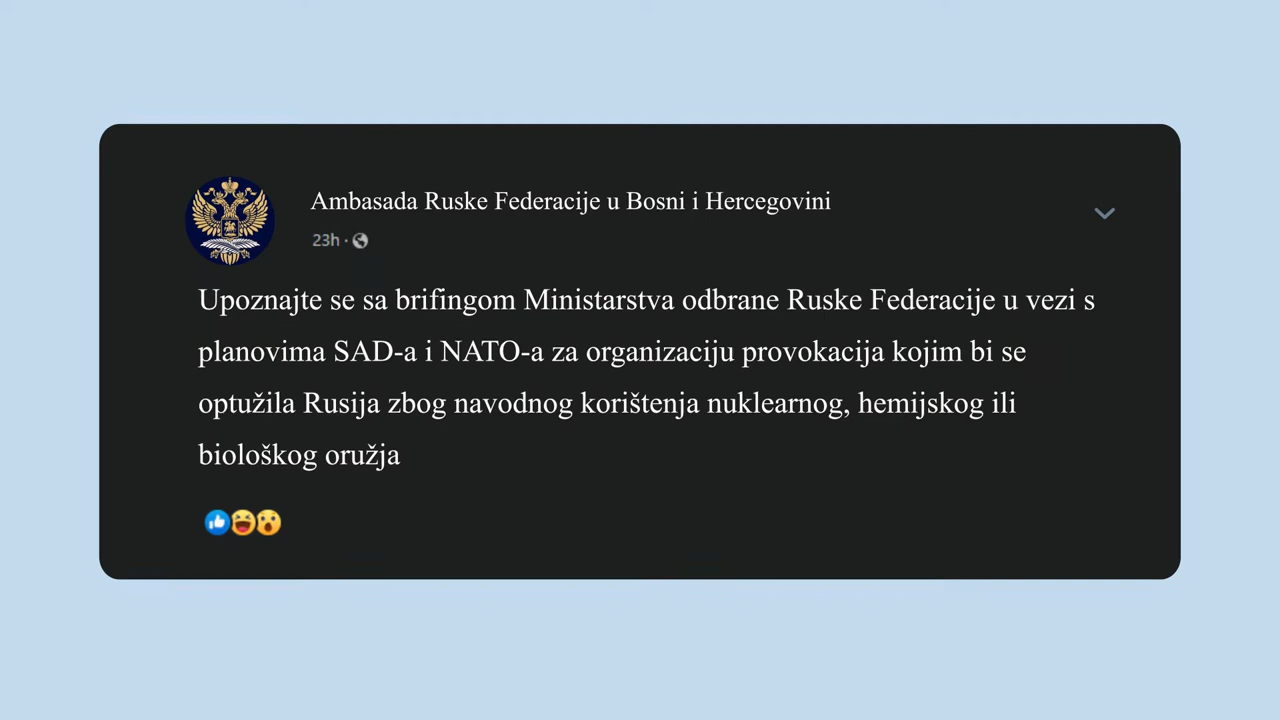 Ambasada Ruske Federacije u Bosni i Hercegovini
23h ·
Upoznajte se sa brifingom Ministarstva odbrane Ruske Federacije u vezi s
planovima SAD-a i NATO-a za organizaciju provokacija kojim bi se
optužila Rusija zbog navodnog korištenja nuklearnog, hemijskog ili
biološkog oružja